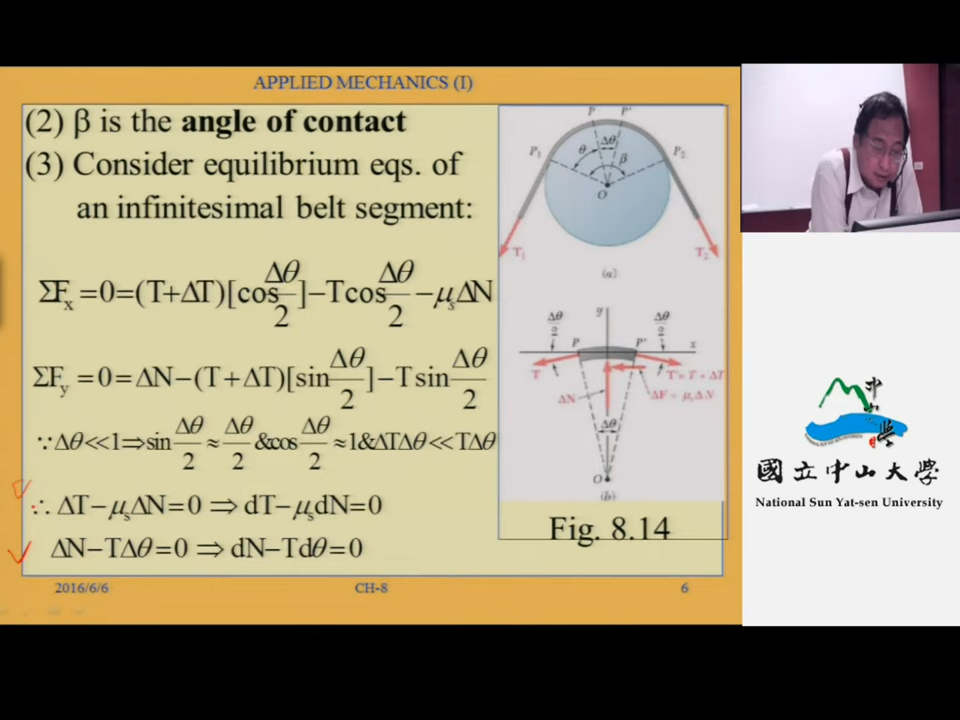 APPLIED MECHANICS (I)
(2) β is the angle of contact
(3) Consider equilibrium eqs. of
an infinitesimal belt segment:
ΣFₓ=0=(T+ΔT)[cos Δθ/2]−Tcos Δθ/2−μₛΔN
ΣF_y=0=ΔN−(T+ΔT)[sin Δθ/2]−Tsin Δθ/2
∵Δθ<<1⇒sin Δθ/2≈Δθ/2&cos Δθ/2≈1&ΔTΔθ<<TΔθ
∴ΔT−μₛΔN=0⇒dT−μₛdN=0
ΔN−TΔθ=0⇒dN−Tdθ=0
P P'
Δθ
P₁ θ β P₂
O
T₁ T₂
(a)
y
Δθ/2 Δθ/2
P P' x
T T'=T+ΔT
ΔN ΔF=μₛΔN
Δθ
O
(b)
Fig. 8.14
2016/6/6 CH-8 6
國立中山大學
National Sun Yat-sen University